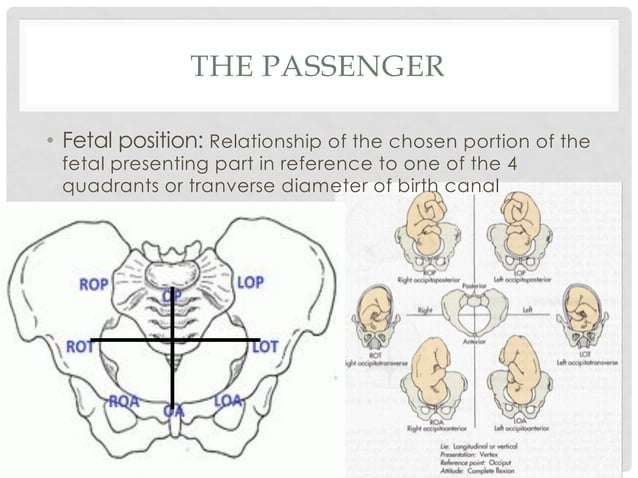 THE PASSENGER
• Fetal position: Relationship of the chosen portion of the
fetal presenting part in reference to one of the 4
quadrants or tranverse diameter of birth canal
ROP
OP
LOP
ROT
LOT
ROA
OA
LOA
ROP
Right occipitoposterior
LOP
Left occipitoposterior
Posterior
Right
Left
Anterior
ROT
Right occipitotransverse
LOT
Left occipitotransverse
ROA
Right occipitoanterior
LOA
Left occipitoanterior
Lie: Longitudinal or vertical
Presentation: Vertex
Reference point: Occiput
Attitude: Complete flexion